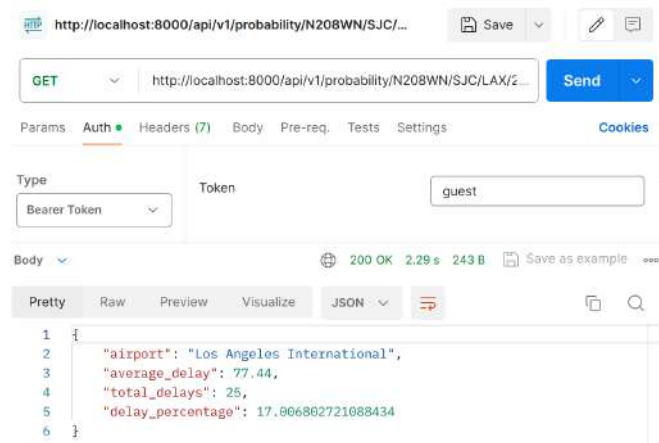 HTTP http://localhost:8000/api/v1/probability/N208WN/SJC/... Save
GET http://localhost:8000/api/v1/probability/N208WN/SJC/LAX/2... Send
Params Auth Headers (7) Body Pre-req. Tests Settings Cookies
Type
Token
guest
Bearer Token
Body 200 OK 2.29 s 243 B Save as example
Pretty Raw Preview Visualize JSON
1 {
2 "airport": "Los Angeles International",
3 "average_delay": 77.44,
4 "total_delays": 25,
5 "delay_percentage": 17.006802721088434
6 }